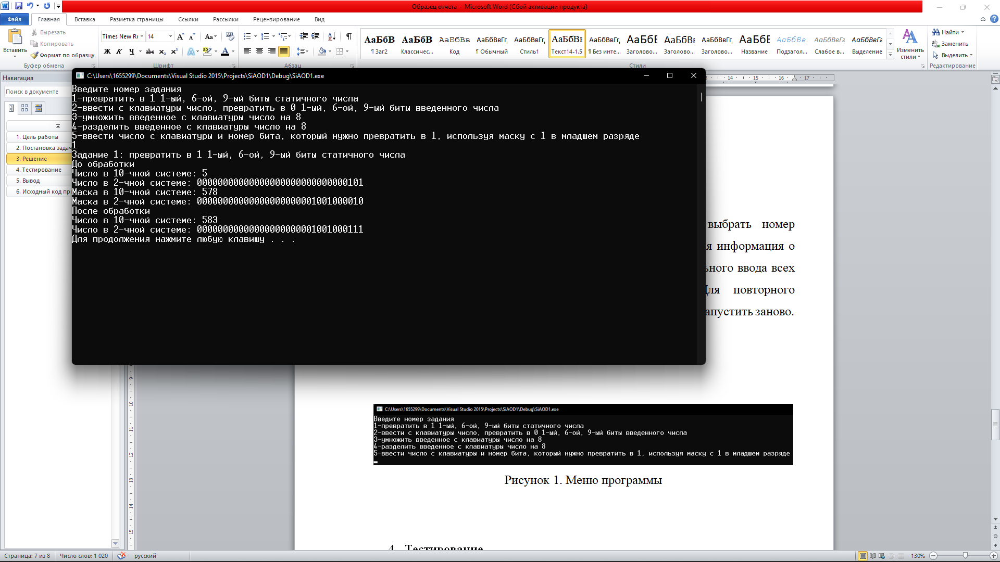 Образец отчета - Microsoft Word (Сбой активации продукта)
Файл Главная Вставка Разметка страницы Ссылки Рассылки Рецензирование Вид
Вставить
Вырезать
Копировать
Формат по образцу
Буфер обмена
Times New Rc 14
Шрифт
Абзац
АаБбВ АаБбВ АаБбВв АаБбВвГг, АаБбВвГг, АаБбВв АаБбВвГг, АаБбЕ АаБбВв АаБбВвГг, АаБбЕ АаБбВв. АаБбВвГг АаБбВвГг
¶ Заг2 Классичес... Код ¶ Обычный Стиль1 Текст14-1.5 ¶ Без инте... Заголово... Заголово... Заголово... Название Подзагол... Слабое в... Выделение
Стили
Изменить стили
Найти
Заменить
Выделить
Редактирование
Навигация
Поиск в документе
1. Цель работы
2. Постановка задач
3. Решение
4. Тестирование
5. Вывод
6. Исходный код пр
C:\Users\1655299\Documents\Visual Studio 2015\Projects\SiAOD1\Debug\SiAOD1.exe
Введите номер задания
1-превратить в 1 1-ый, 6-ой, 9-ый биты статичного числа
2-ввести с клавиатуры число, превратить в 0 1-ый, 6-ой, 9-ый биты введенного числа
3-умножить введенное с клавиатуры число на 8
4-разделить введенное с клавиатуры число на 8
5-ввести число с клавиатуры и номер бита, который нужно превратить в 1, используя маску с 1 в младшем разряде
1
Задание 1: превратить в 1 1-ый, 6-ой, 9-ый биты статичного числа
До обработки
Число в 10-чной системе: 5
Число в 2-чной системе: 00000000000000000000000000000101
Маска в 10-чной системе: 578
Маска в 2-чной системе: 00000000000000000000001001000010
После обработки
Число в 10-чной системе: 583
Число в 2-чной системе: 00000000000000000000001001000111
Для продолжения нажмите любую клавишу . . .
выбрать номер
я информация о
ьного ввода всех
Для повторного
апустить заново.
C:\Users\1655299\Documents\Visual Studio 2015\Projects\SiAOD1\Debug\SiAOD1.exe
Введите номер задания
1-превратить в 1 1-ый, 6-ой, 9-ый биты статичного числа
2-ввести с клавиатуры число, превратить в 0 1-ый, 6-ой, 9-ый биты введенного числа
3-умножить введенное с клавиатуры число на 8
4-разделить введенное с клавиатуры число на 8
5-ввести число с клавиатуры и номер бита, который нужно превратить в 1, используя маску с 1 в младшем разряде
Рисунок 1. Меню программы
4. Тестирование
Страница: 7 из 8 Число слов: 1 020 русский 130%